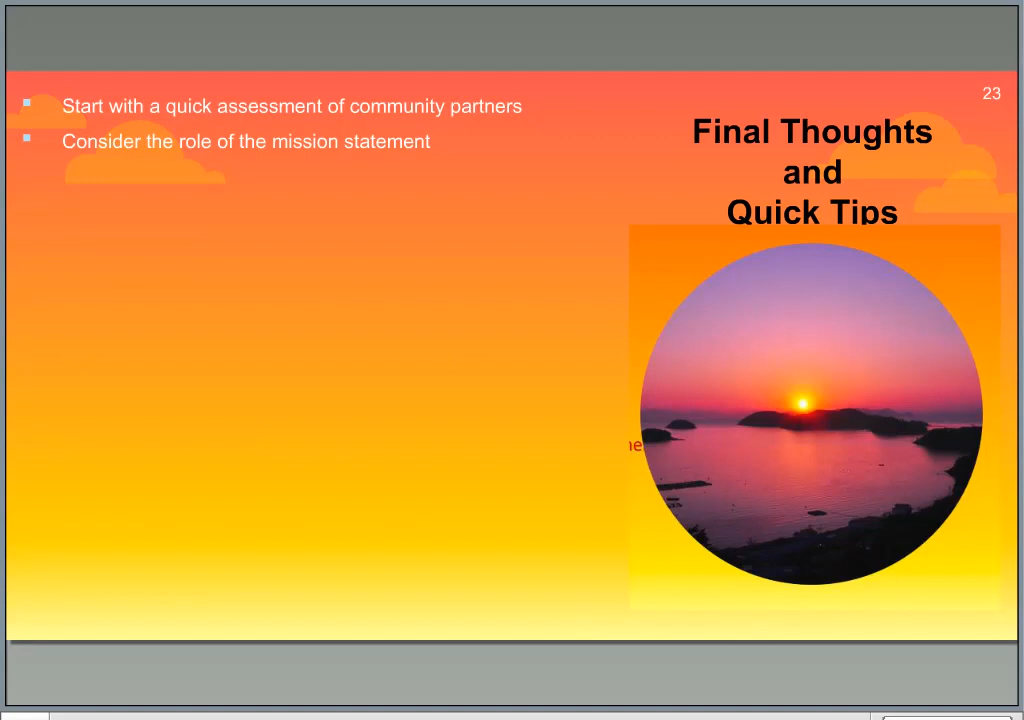 Start with a quick assessment of community partners
Consider the role of the mission statement
23
Final Thoughts
and
Quick Tips